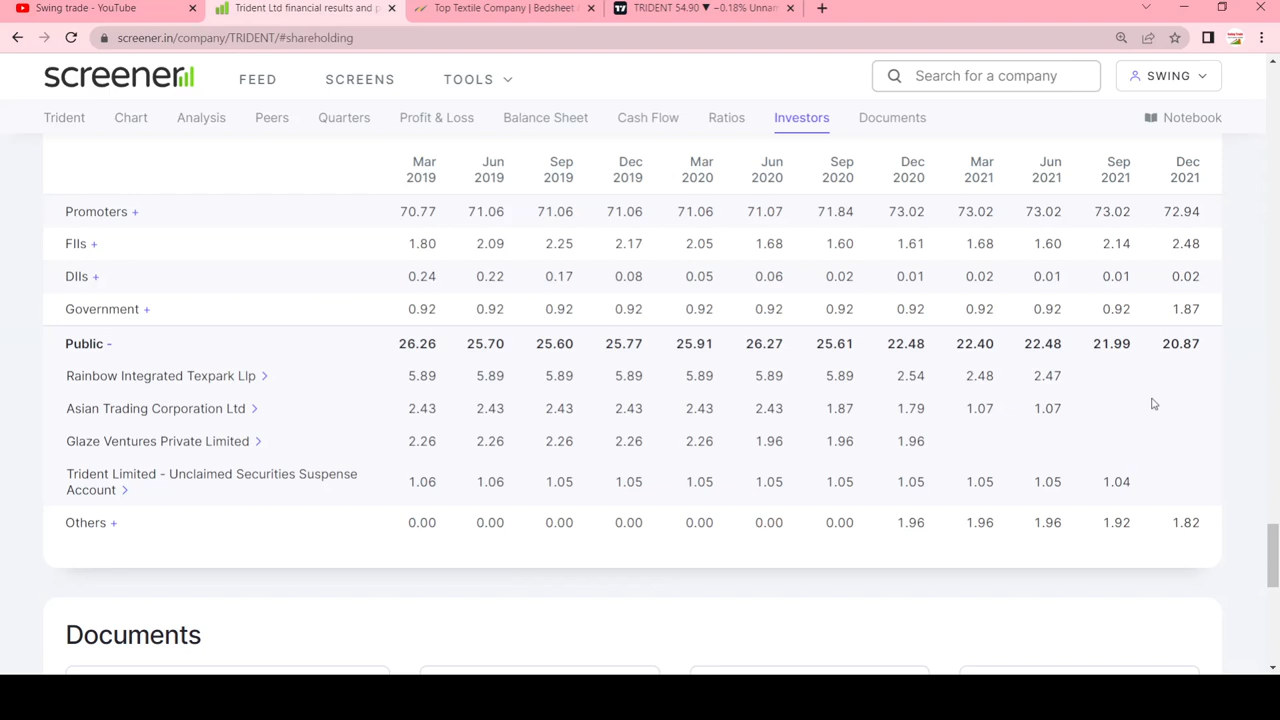 Swing trade - YouTube
Trident Ltd financial results and p
Top Textile Company | Bedsheet
TRIDENT 54.90 ▼ −0.18% Unnam
screener.in/company/TRIDENT/#shareholding
screener
FEED
SCREENS
TOOLS
Search for a company
SWING
Trident
Chart
Analysis
Peers
Quarters
Profit & Loss
Balance Sheet
Cash Flow
Ratios
Investors
Documents
Notebook
Mar 2019 Jun 2019 Sep 2019 Dec 2019 Mar 2020 Jun 2020 Sep 2020 Dec 2020 Mar 2021 Jun 2021 Sep 2021 Dec 2021
Promoters + 70.77 71.06 71.06 71.06 71.06 71.07 71.84 73.02 73.02 73.02 73.02 72.94
FIIs + 1.80 2.09 2.25 2.17 2.05 1.68 1.60 1.61 1.68 1.60 2.14 2.48
DIIs + 0.24 0.22 0.17 0.08 0.05 0.06 0.02 0.01 0.02 0.01 0.01 0.02
Government + 0.92 0.92 0.92 0.92 0.92 0.92 0.92 0.92 0.92 0.92 0.92 1.87
Public - 26.26 25.70 25.60 25.77 25.91 26.27 25.61 22.48 22.40 22.48 21.99 20.87
Rainbow Integrated Texpark Llp 5.89 5.89 5.89 5.89 5.89 5.89 5.89 2.54 2.48 2.47
Asian Trading Corporation Ltd 2.43 2.43 2.43 2.43 2.43 2.43 1.87 1.79 1.07 1.07
Glaze Ventures Private Limited 2.26 2.26 2.26 2.26 2.26 1.96 1.96 1.96
Trident Limited - Unclaimed Securities Suspense
Account 1.06 1.06 1.05 1.05 1.05 1.05 1.05 1.05 1.05 1.05 1.04
Others + 0.00 0.00 0.00 0.00 0.00 0.00 0.00 1.96 1.96 1.96 1.92 1.82
Documents